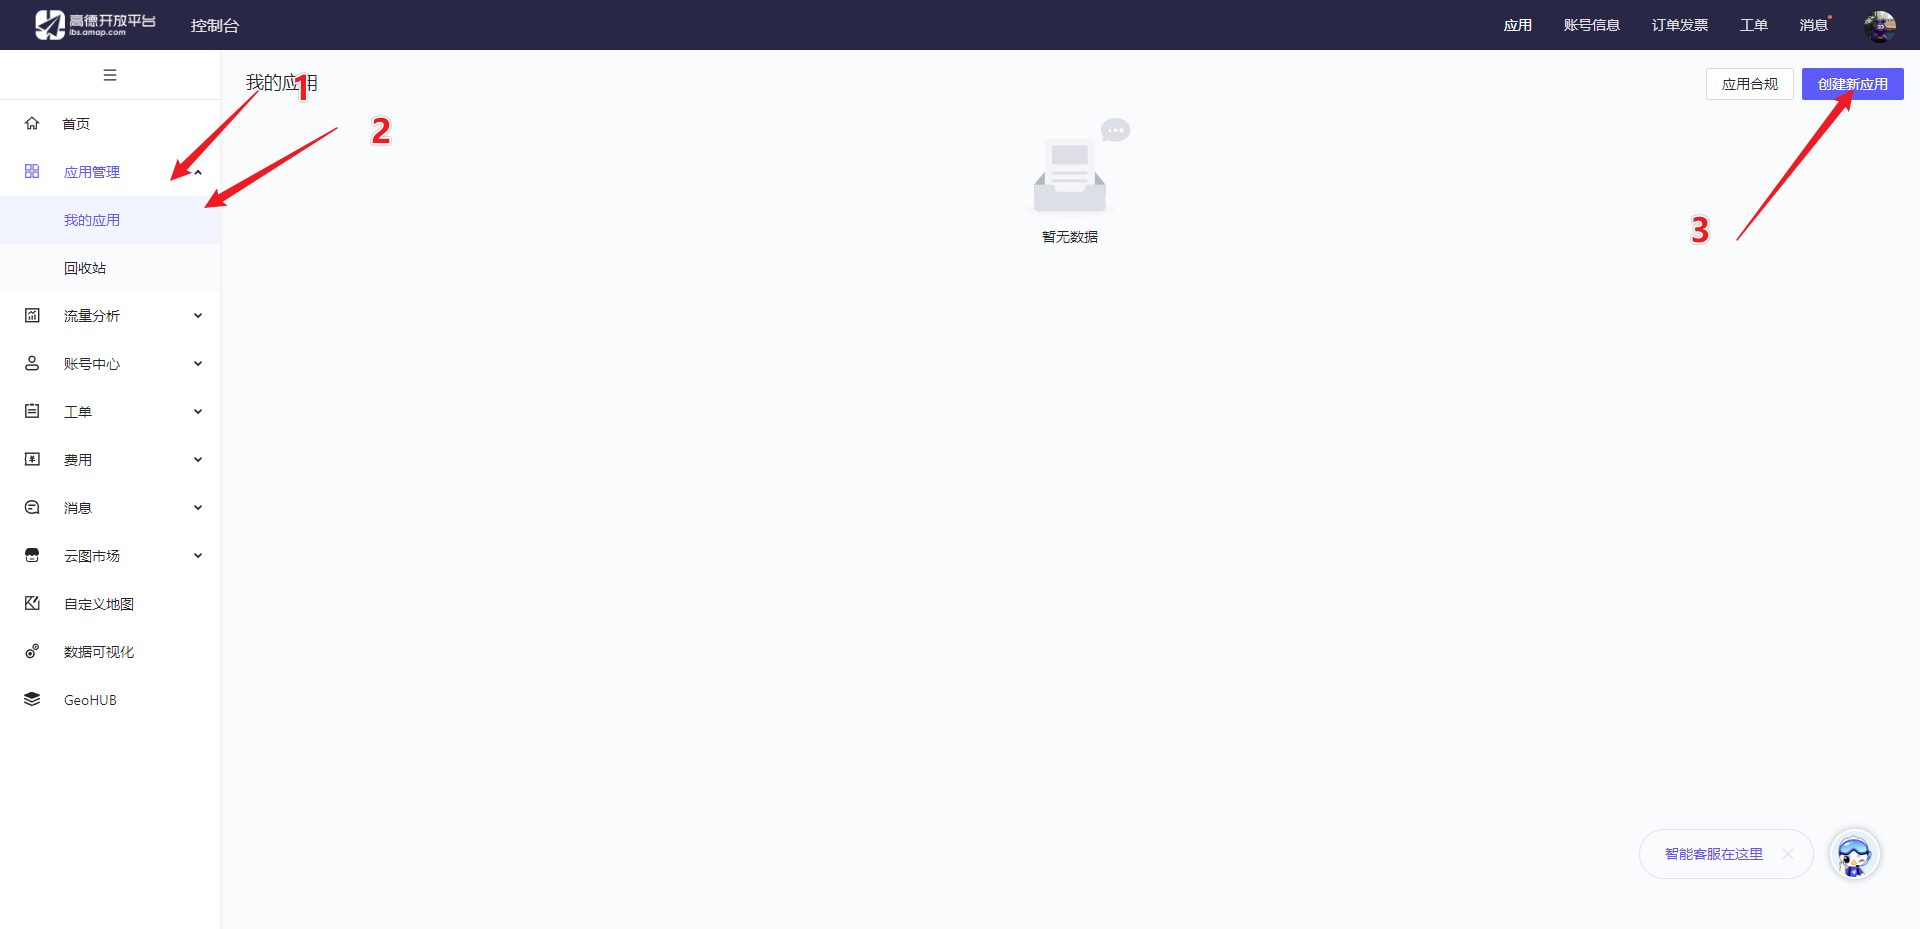 高德开放平台
lbs.amap.com
控制台
应用
账号信息
订单发票
工单
消息
我的应用
1
2
3
应用合规
创建新应用
首页
应用管理
我的应用
回收站
流量分析
账号中心
工单
费用
消息
云图市场
自定义地图
数据可视化
GeoHUB
暂无数据
智能客服在这里